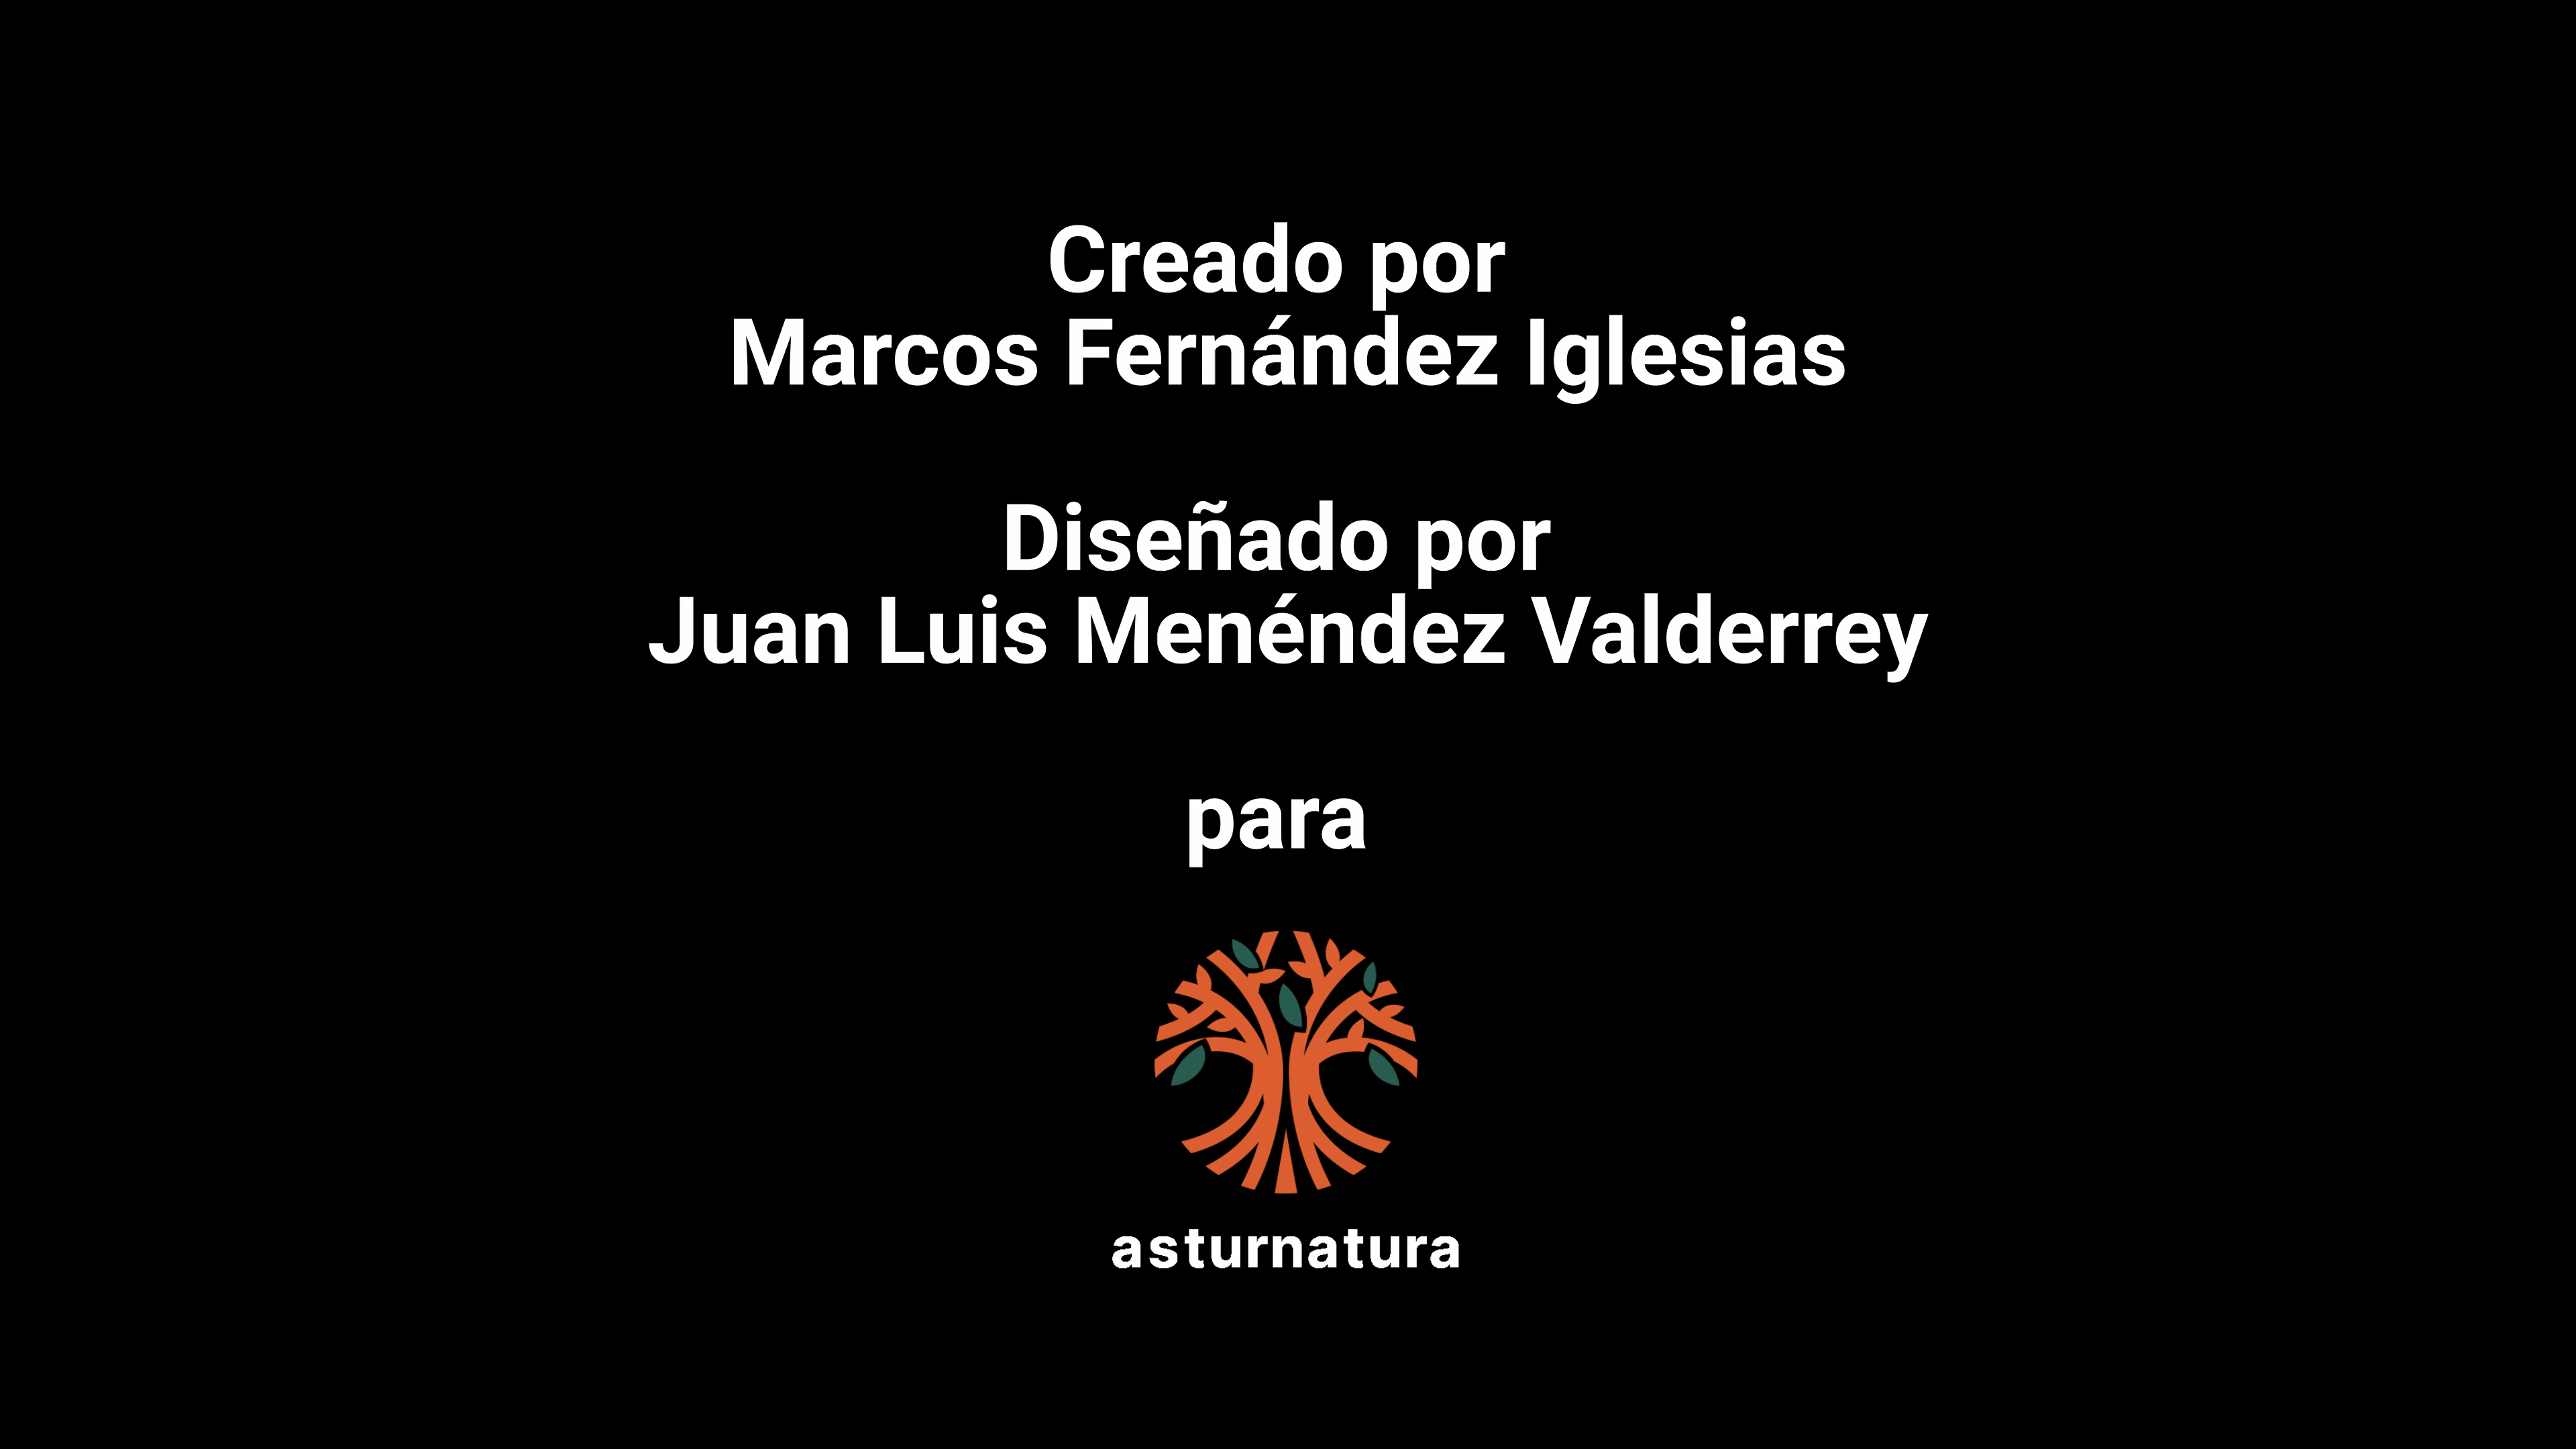 Creado por
Marcos Fernández Iglesias
Diseñado por
Juan Luis Menéndez Valderrey
para
asturnatura